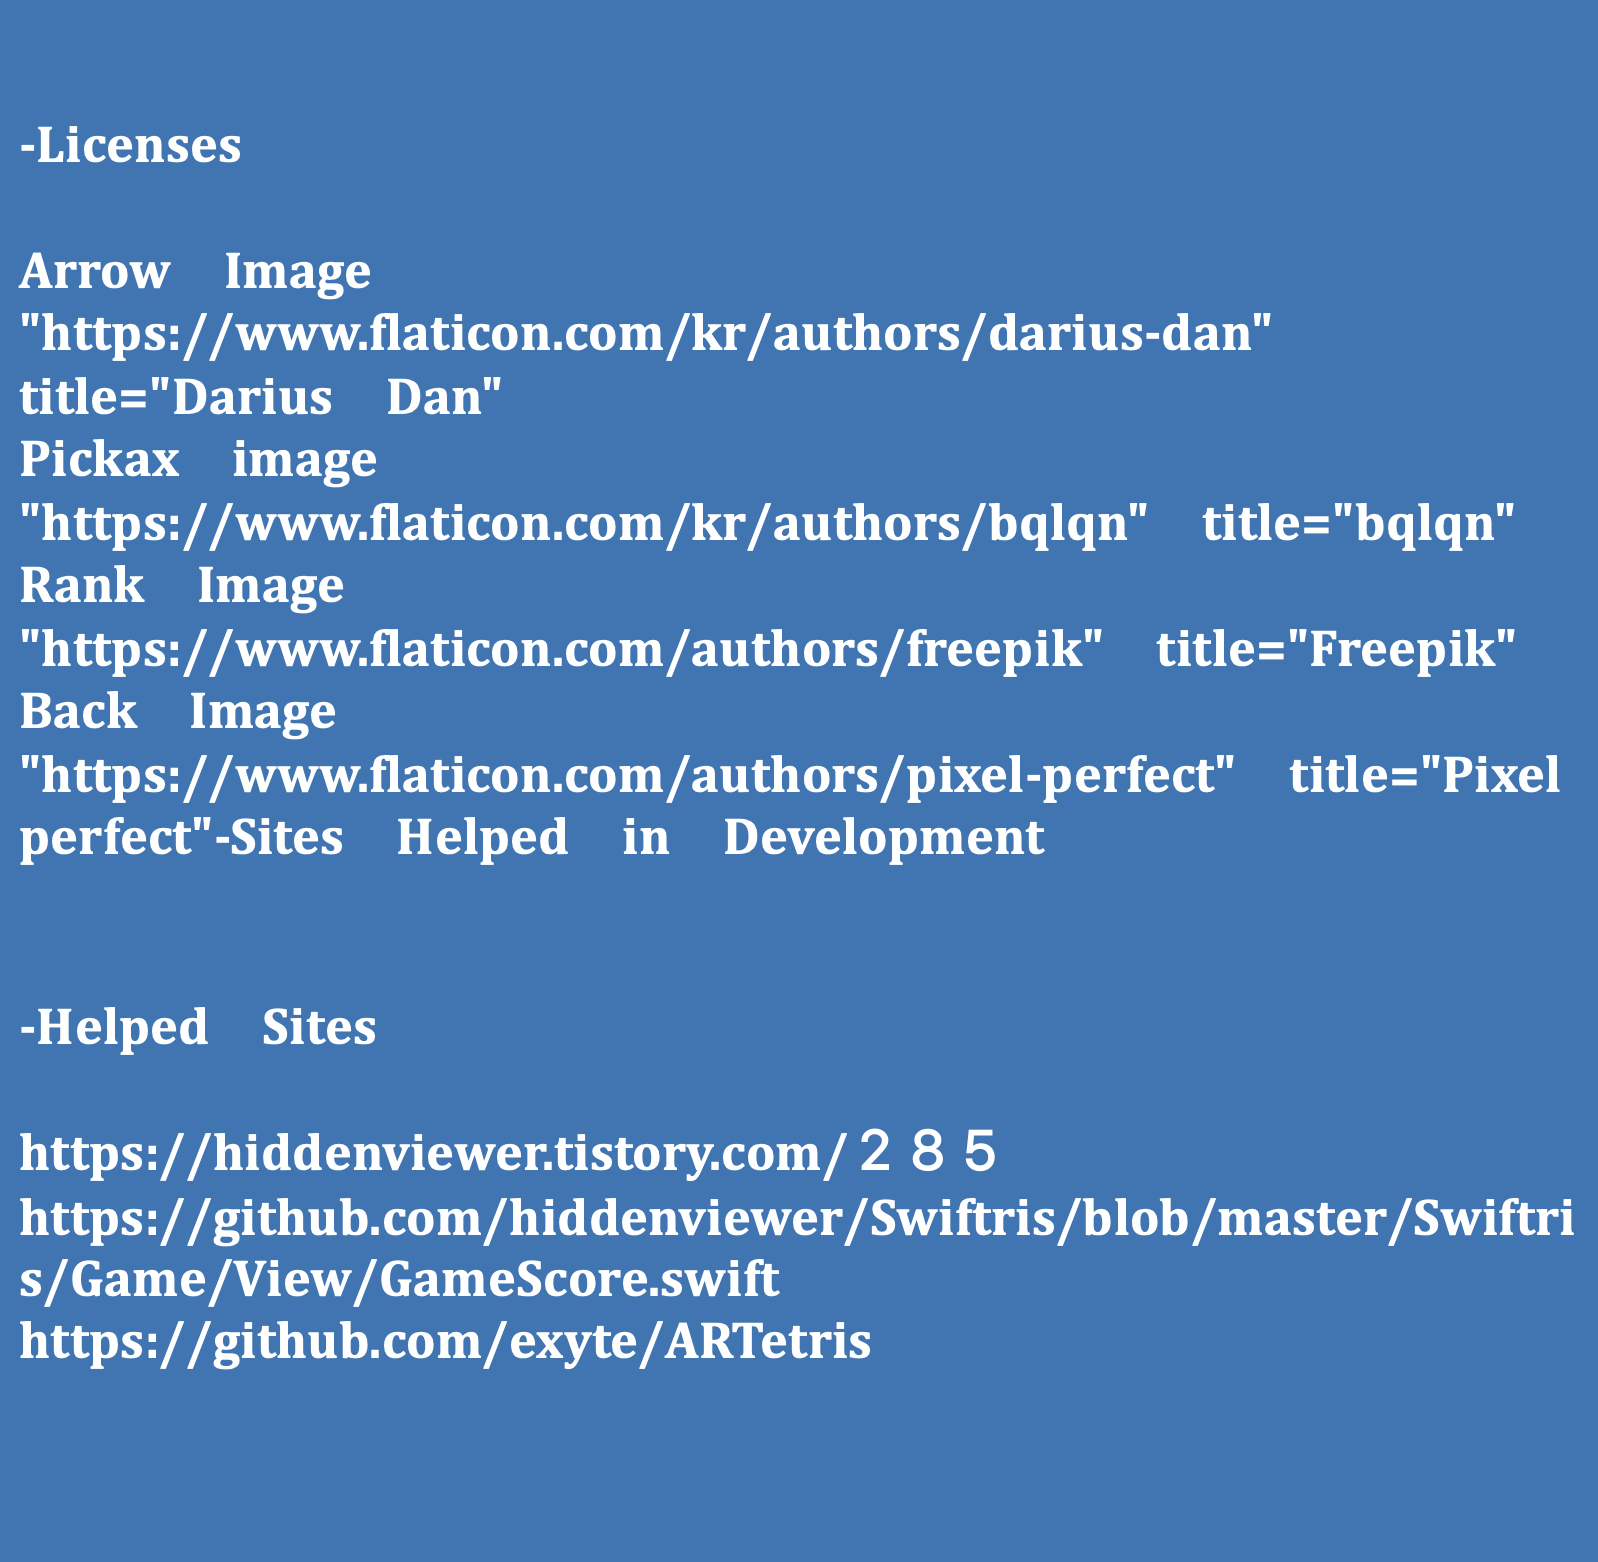 -Licenses
Arrow Image
"https://www.flaticon.com/kr/authors/darius-dan"
title="Darius Dan"
Pickax image
"https://www.flaticon.com/kr/authors/bqlqn" title="bqlqn"
Rank Image
"https://www.flaticon.com/authors/freepik" title="Freepik"
Back Image
"https://www.flaticon.com/authors/pixel-perfect" title="Pixel
perfect"-Sites Helped in Development
-Helped Sites
https://hiddenviewer.tistory.com/285
https://github.com/hiddenviewer/Swiftris/blob/master/Swiftri
s/Game/View/GameScore.swift
https://github.com/exyte/ARTetris